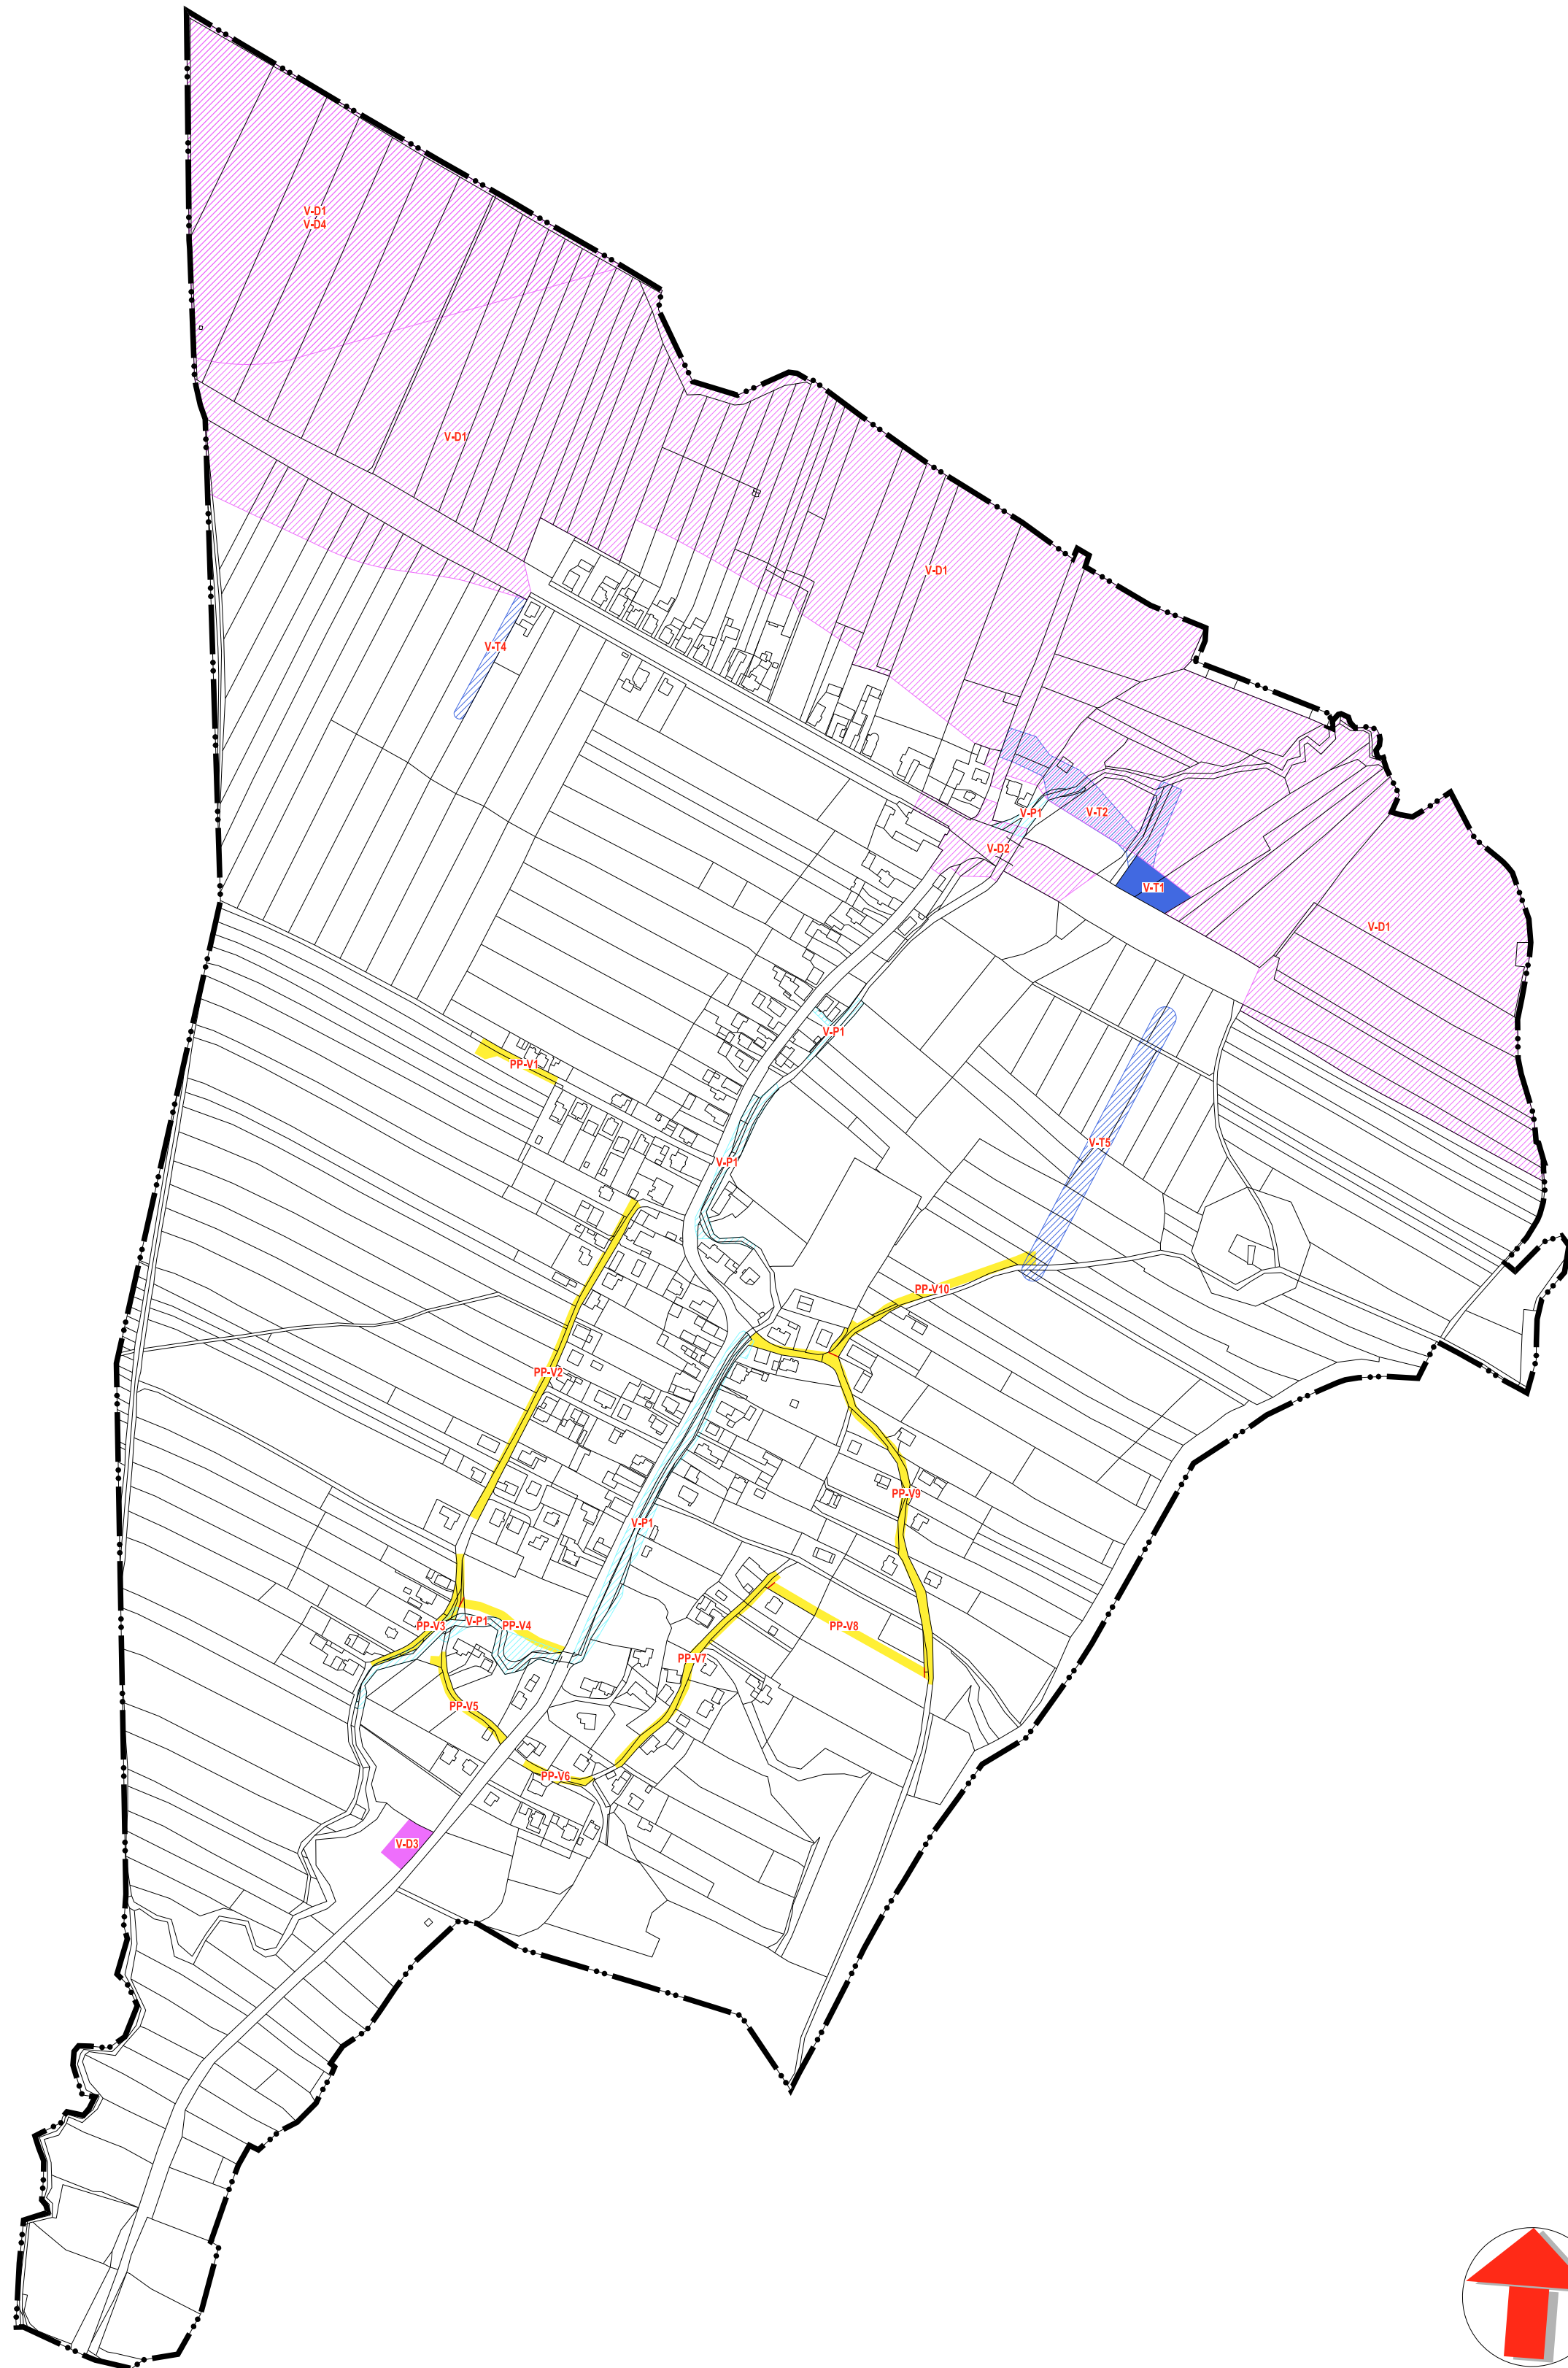 V-D1
V-D4
V-D1
V-D1
V-T4
V-P1
V-T2
V-D2
V-T1
V-D1
V-P1
PP-V1
V-T5
V-P1
PP-V10
PP-V2
PP-V9
V-P1
V-P1
PP-V3
PP-V4
PP-V8
PP-V7
PP-V5
PP-V6
V-D3